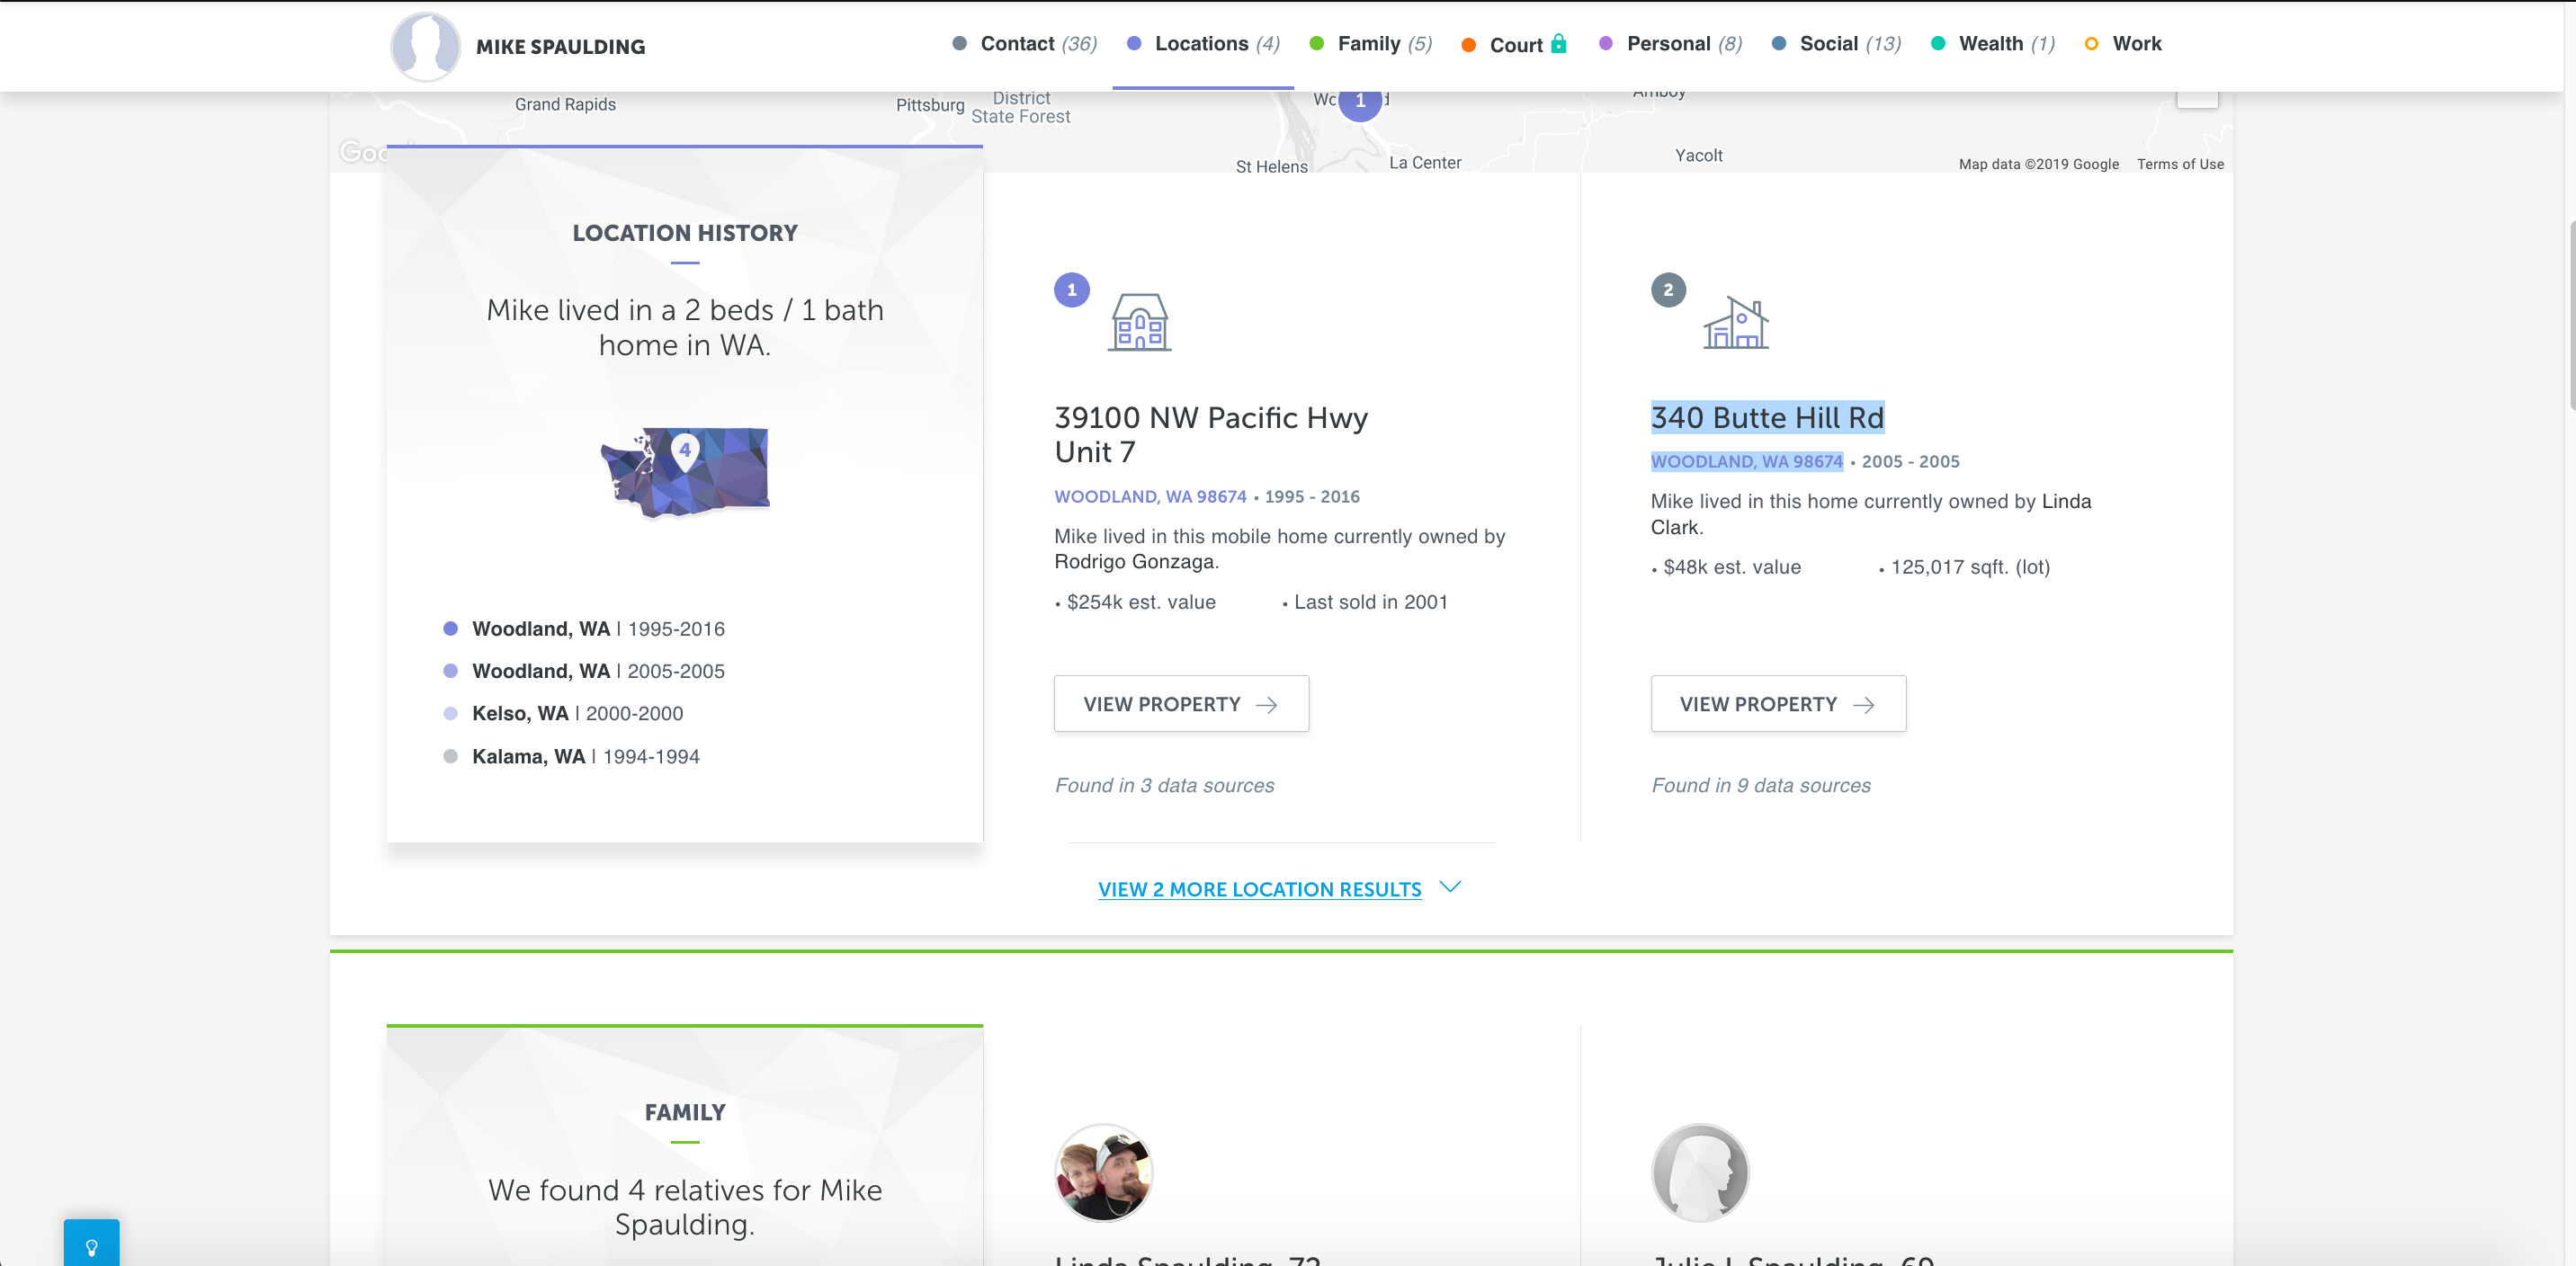 MIKE SPAULDING
Contact (36)
Locations (4)
Family (5)
Court
Personal (8)
Social (13)
Wealth (1)
Work
Grand Rapids
Pittsburg
District
State Forest
1
St Helens
La Center
Yacolt
Map data ©2019 Google
Terms of Use
LOCATION HISTORY
Mike lived in a 2 beds / 1 bath
home in WA.
4
Woodland, WA | 1995-2016
Woodland, WA | 2005-2005
Kelso, WA | 2000-2000
Kalama, WA | 1994-1994
1
39100 NW Pacific Hwy
Unit 7
WOODLAND, WA 98674 • 1995 - 2016
Mike lived in this mobile home currently owned by
Rodrigo Gonzaga.
• $254k est. value
• Last sold in 2001
VIEW PROPERTY
Found in 3 data sources
2
340 Butte Hill Rd
WOODLAND, WA 98674 • 2005 - 2005
Mike lived in this home currently owned by Linda
Clark.
• $48k est. value
• 125,017 sqft. (lot)
VIEW PROPERTY
Found in 9 data sources
VIEW 2 MORE LOCATION RESULTS
FAMILY
We found 4 relatives for Mike
Spaulding.
Linda Spaulding, 72
Julie L Spaulding, 69